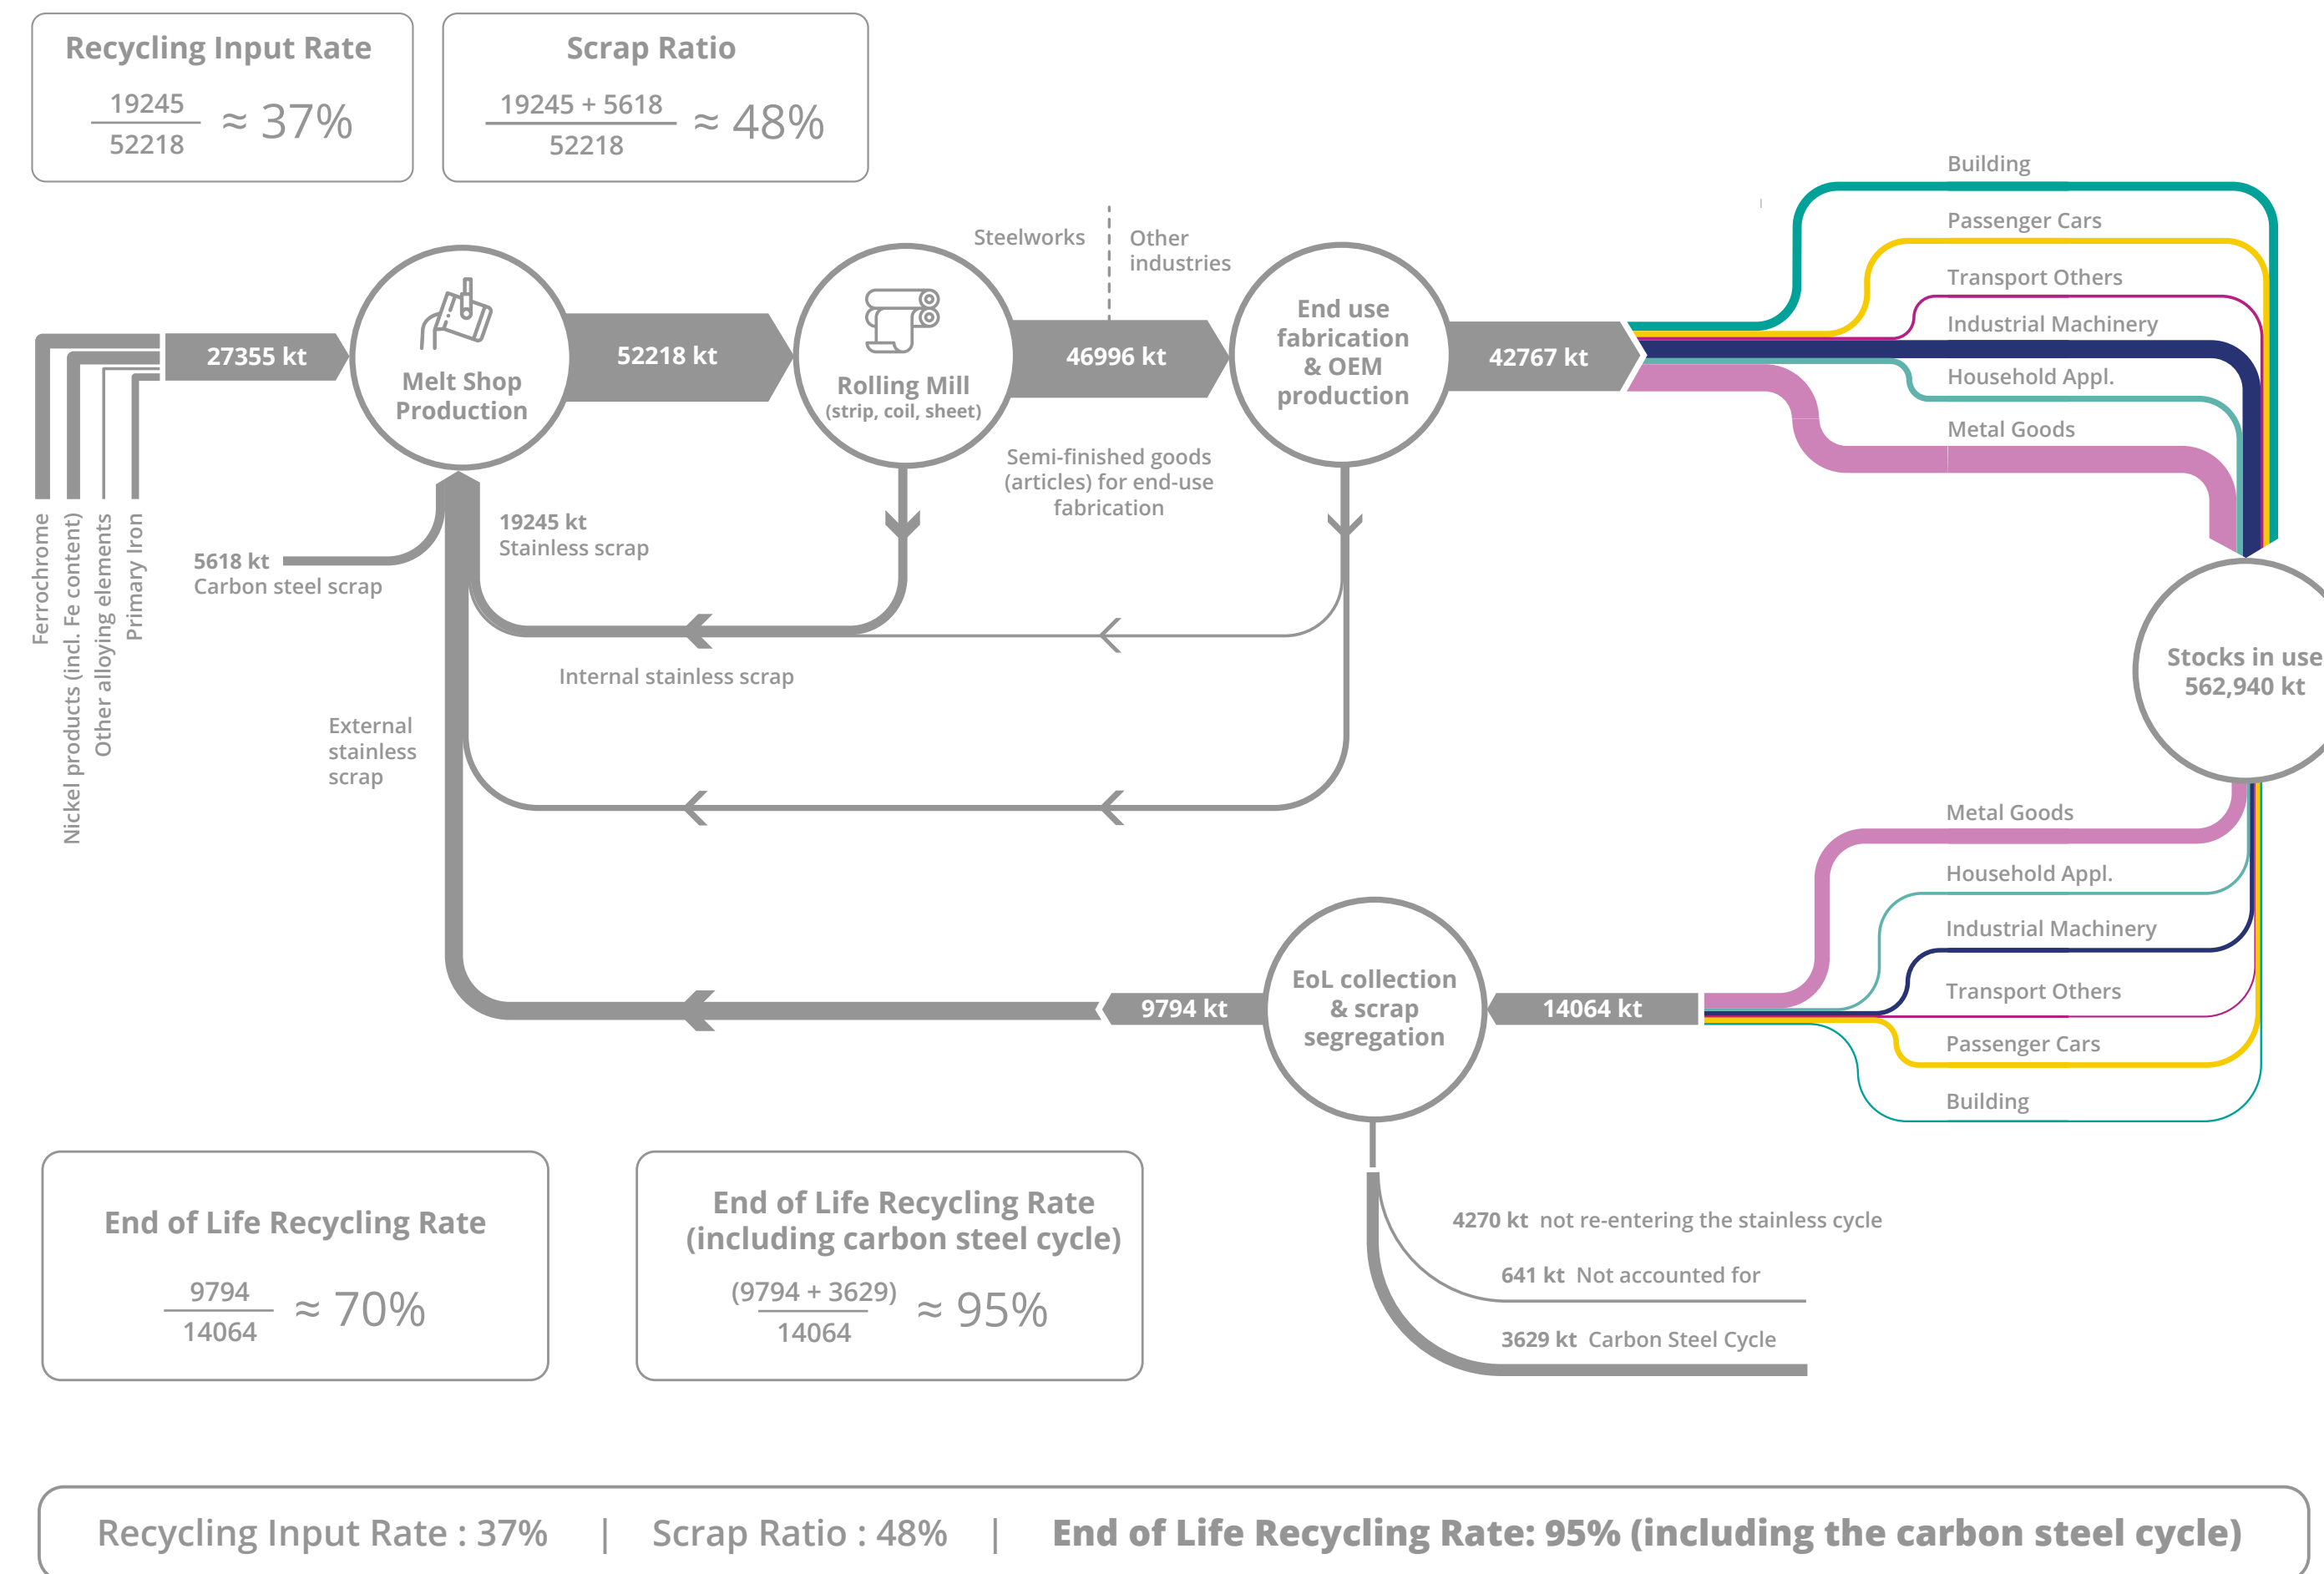 Recycling Input Rate
19245
52218
≈ 37%
Scrap Ratio
19245 + 5618
52218
≈ 48%
Building
Passenger Cars
Transport Others
Industrial Machinery
Household Appl.
Metal Goods
Steelworks
Other
industries
27355 kt
Melt Shop
Production
52218 kt
Rolling Mill
(strip, coil, sheet)
46996 kt
End use
fabrication
& OEM
production
42767 kt
Semi-finished goods
(articles) for end-use
fabrication
Ferrochrome
Nickel products (incl. Fe content)
Other alloying elements
Primary Iron
5618 kt
Carbon steel scrap
19245 kt
Stainless scrap
Internal stainless scrap
External
stainless
scrap
Stocks in use
562,940 kt
Metal Goods
Household Appl.
Industrial Machinery
Transport Others
Passenger Cars
Building
9794 kt
EoL collection
& scrap
segregation
14064 kt
4270 kt not re-entering the stainless cycle
641 kt Not accounted for
3629 kt Carbon Steel Cycle
End of Life Recycling Rate
9794
14064
≈ 70%
End of Life Recycling Rate
(including carbon steel cycle)
(9794 + 3629)
14064
≈ 95%
Recycling Input Rate : 37% | Scrap Ratio : 48% | End of Life Recycling Rate: 95% (including the carbon steel cycle)